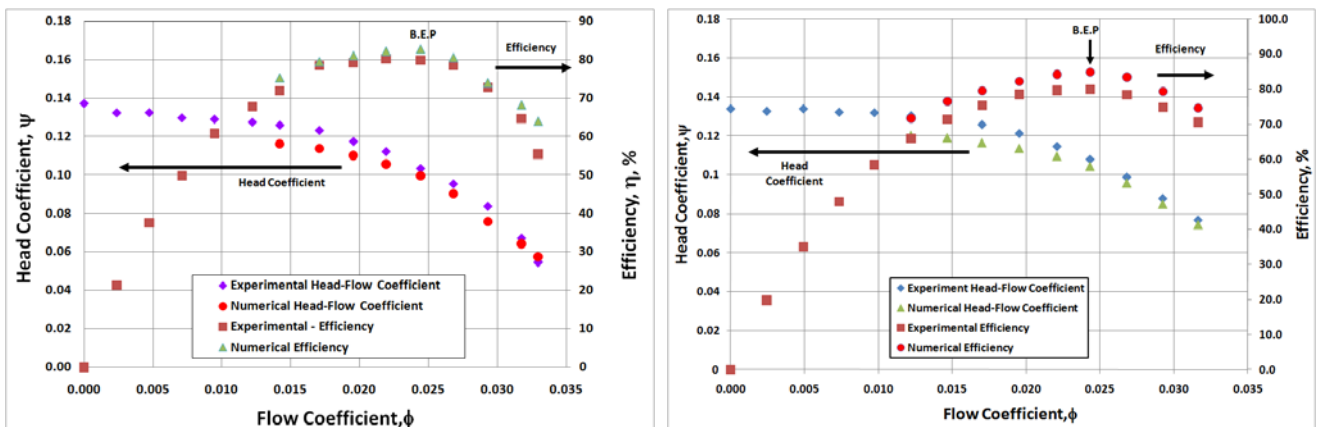 Head Coefficient, Ψ
0.18
0.16
0.14
0.12
0.10
0.08
0.06
0.04
0.02
0.00
0.000 0.005 0.010 0.015 0.020 0.025 0.030 0.035
Flow Coefficient,ϕ
90
80
70
60
50
40
30
20
10
0
Efficiency, η, %
B.E.P
Efficiency
Head Coefficient
Experimental Head-Flow Coefficient
Numerical Head-Flow Coefficient
Experimental - Efficiency
Numerical Efficiency
Head Coefficient,ψ
0.18
0.16
0.14
0.12
0.1
0.08
0.06
0.04
0.02
0
0.000 0.005 0.010 0.015 0.020 0.025 0.030 0.035
Flow Coefficient,ϕ
100.0
90.0
80.0
70.0
60.0
50.0
40.0
30.0
20.0
10.0
0.0
Efficiency, %
B.E.P
Efficiency
Head
Coefficient
Experiment Head-Flow Coefficient
Numerical Head-Flow Coefficient
Experimental Efficiency
Numerical Efficiency